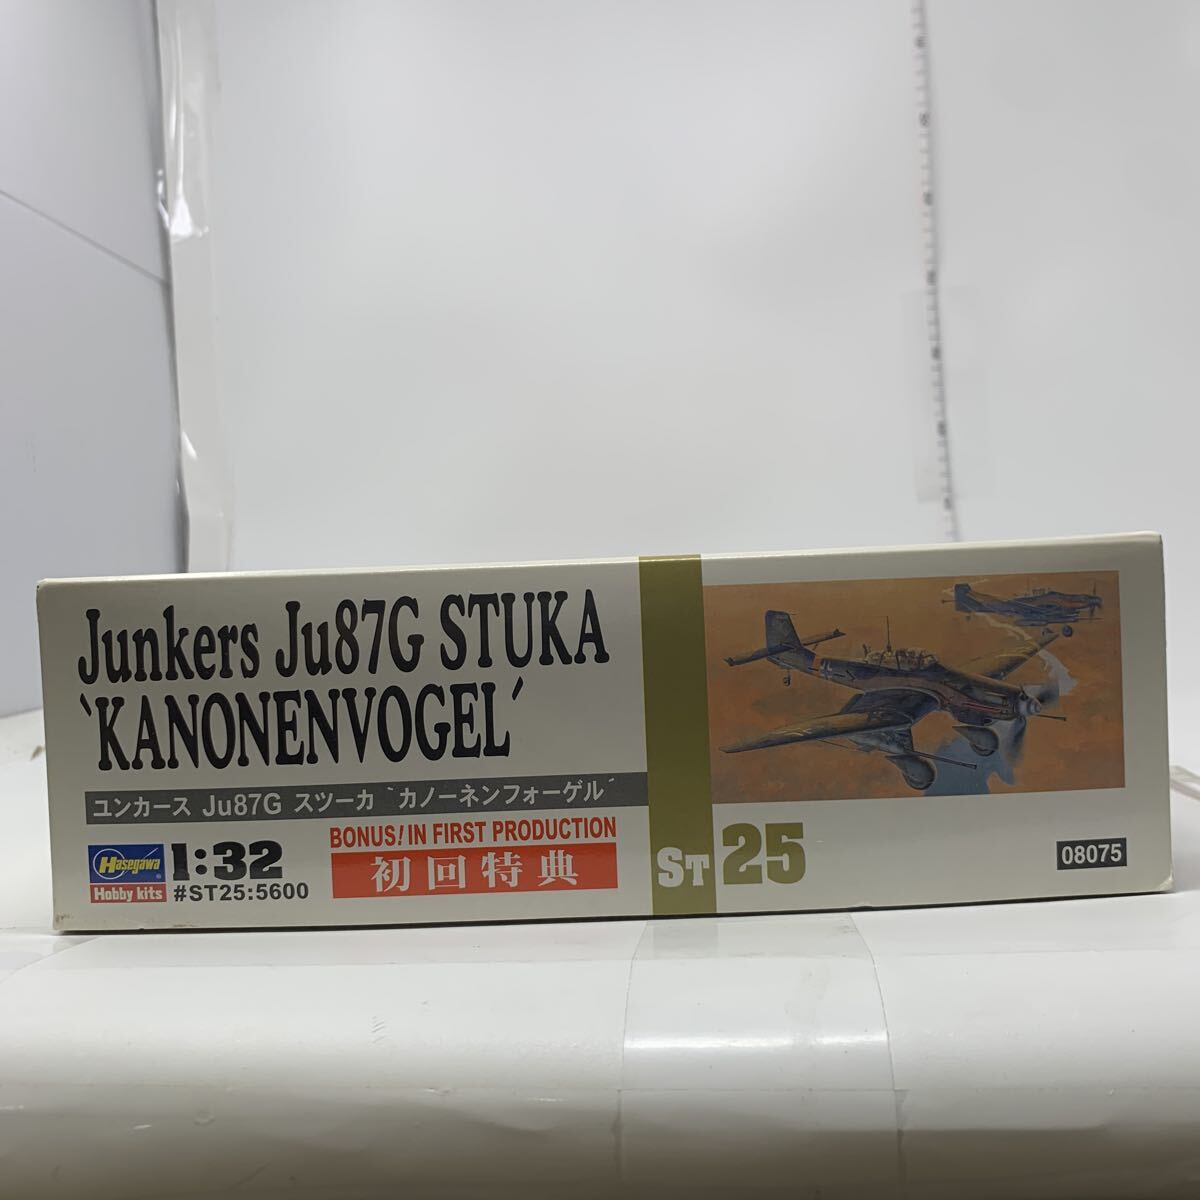 Junkers Ju87G STUKA
`KANONENVOGEL´
ユンカース Ju87G スツーカ `カノーネンフォーゲル´
Hasegawa
Hobby kits
1:32
#ST25:5600
BONUS! IN FIRST PRODUCTION
初回特典
ST 25
08075